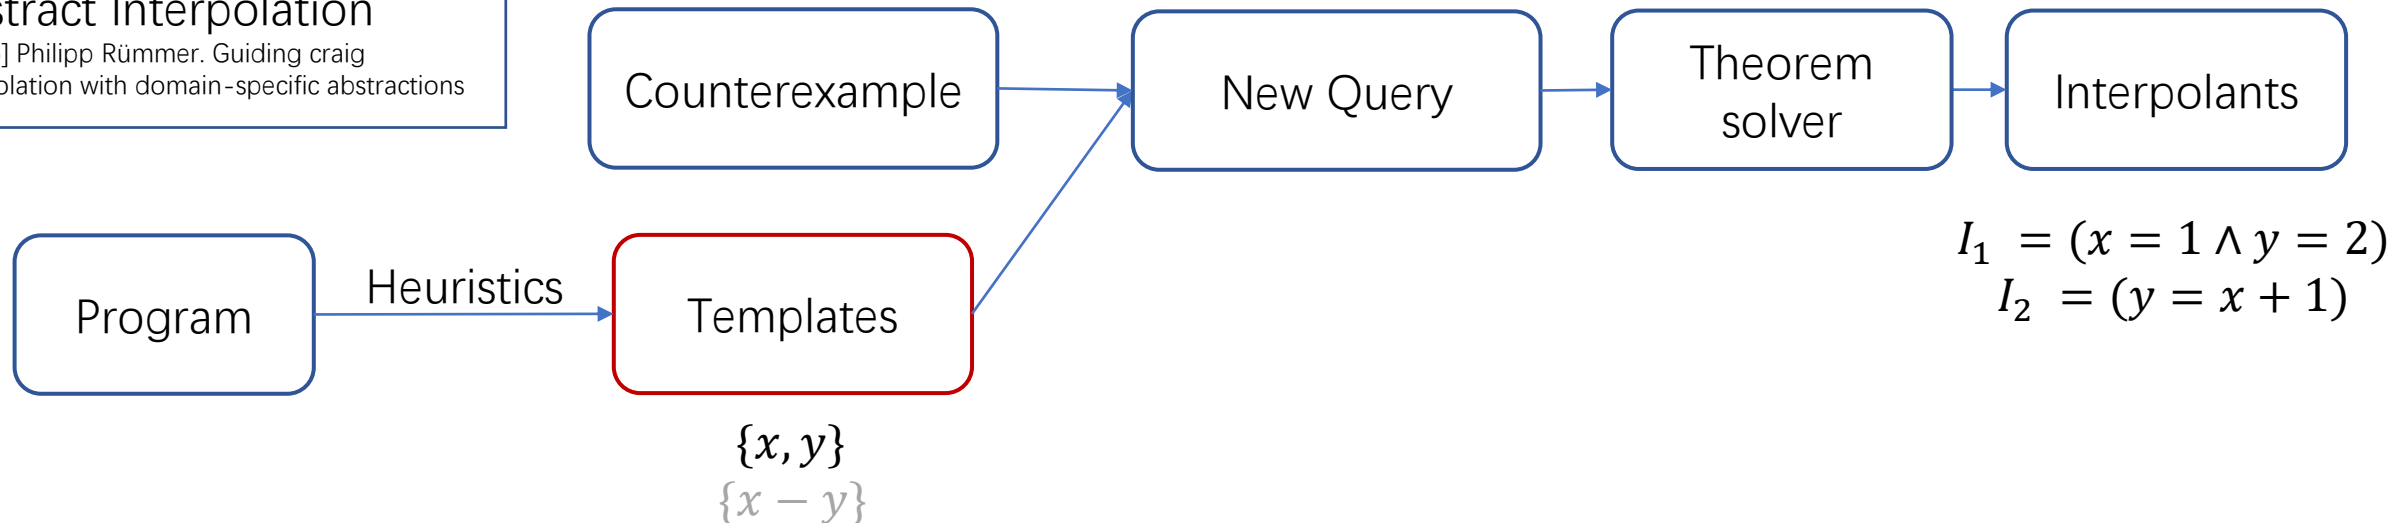 stract Interpolation
] Philipp Rümmer. Guiding craig
olation with domain-specific abstractions
Counterexample
New Query
Theorem
solver
Interpolants
Program
Heuristics
Templates
I₁ = (x = 1 ∧ y = 2)
I₂ = (y = x + 1)
{x, y}
{x − y}